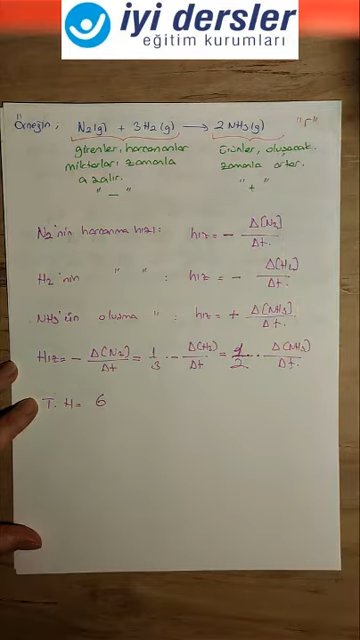 iyi dersler
eğitim kurumları
"Örneğin; N₂(g) + 3H₂(g) → 2NH₃(g) "r"
girenler, harcananlar
miktarları zamanla
azalır.
" − "
ürünler, oluşacak.
zamanla artar.
" + "
N₂'nin harcanma hızı: hız = − Δ[N₂] / Δt.
H₂'nin " " : hız = − Δ[H₂] / Δt.
NH₃'ün oluşma " : hız = + Δ[NH₃] / Δt.
Hız = − Δ[N₂] / Δt = 1/3 · − Δ[H₂] / Δt = 1/2 · Δ[NH₃] / Δt.
T. H = 6